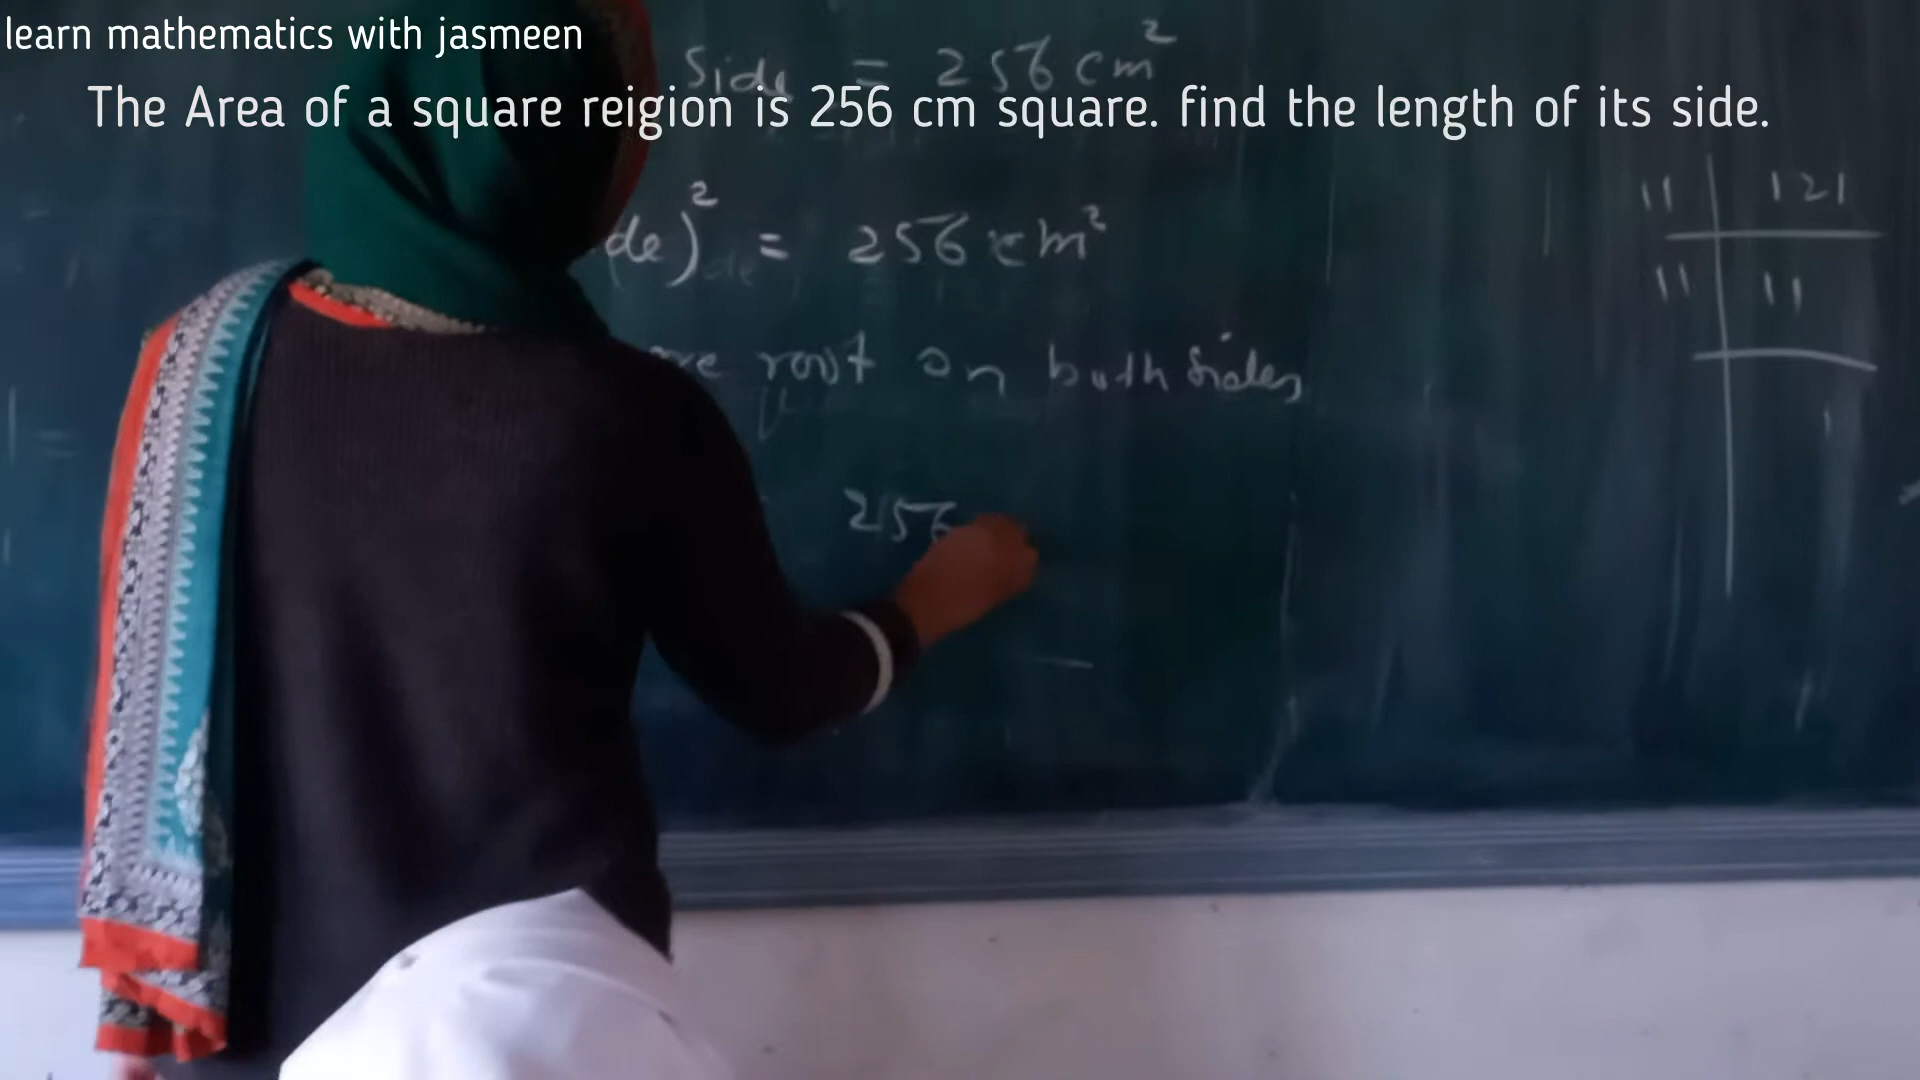 learn mathematics with jasmeen
Side = 256 cm²
The Area of a square reigion is 256 cm square. find the length of its side.
de)² = 256 cm²
root on both sides
256
11 121
11 11
1